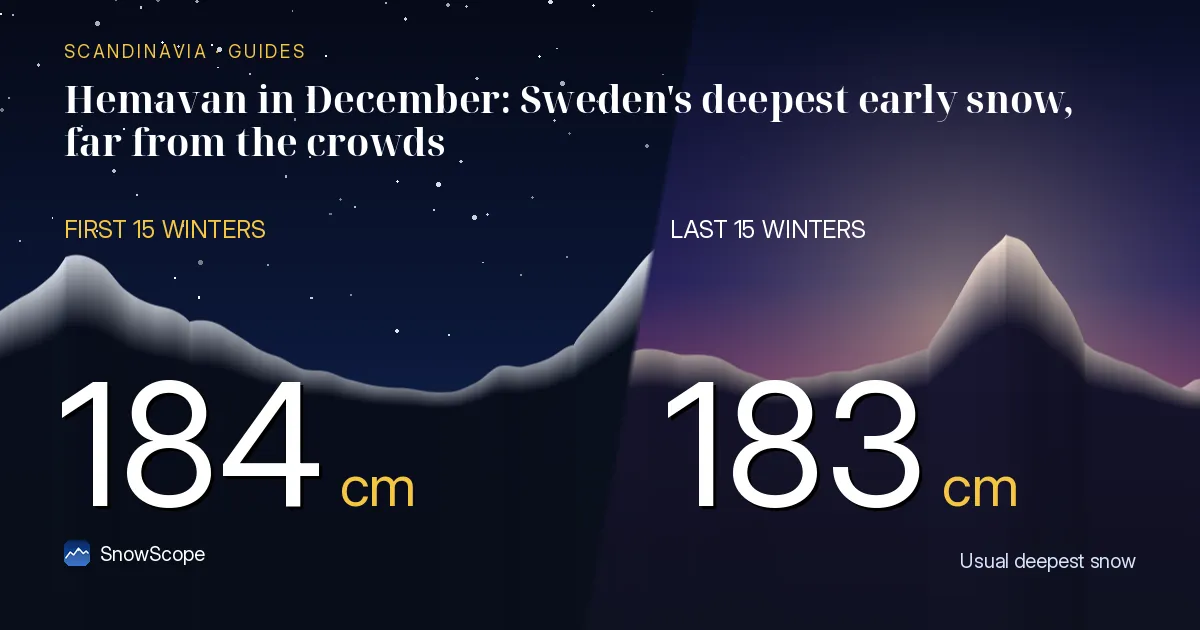 SCANDINAVIA · GUIDES
Hemavan in December: Sweden's deepest early snow,
far from the crowds
FIRST 15 WINTERS
LAST 15 WINTERS
184 cm
183 cm
SnowScope
Usual deepest snow